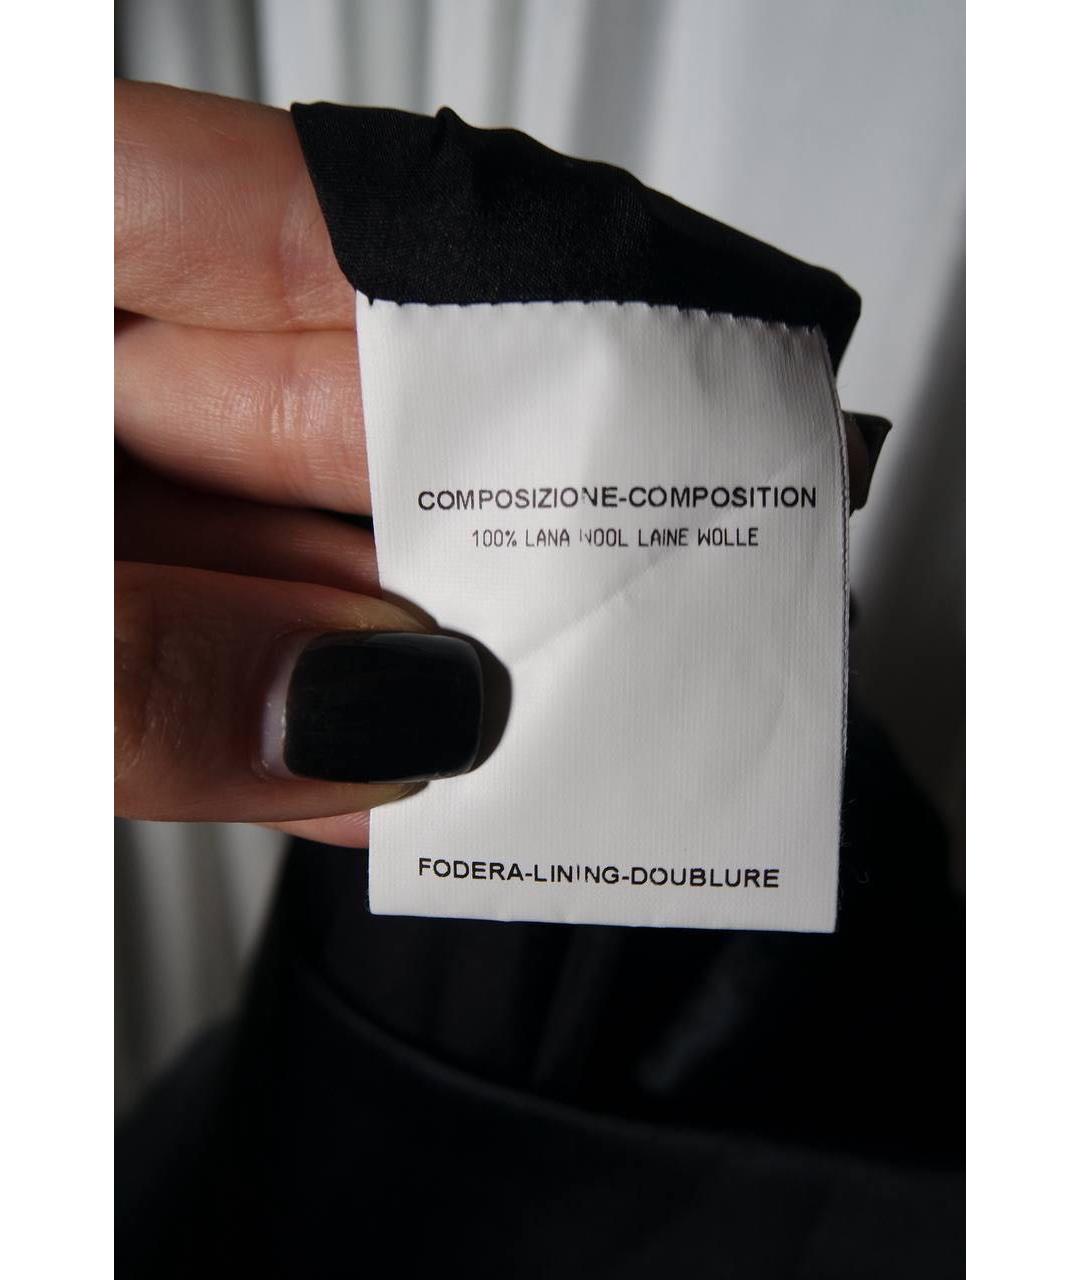 COMPOSIZIONE-COMPOSITION
100% LANA WOOL LAINE WOLLE
FODERA-LINING-DOUBLURE